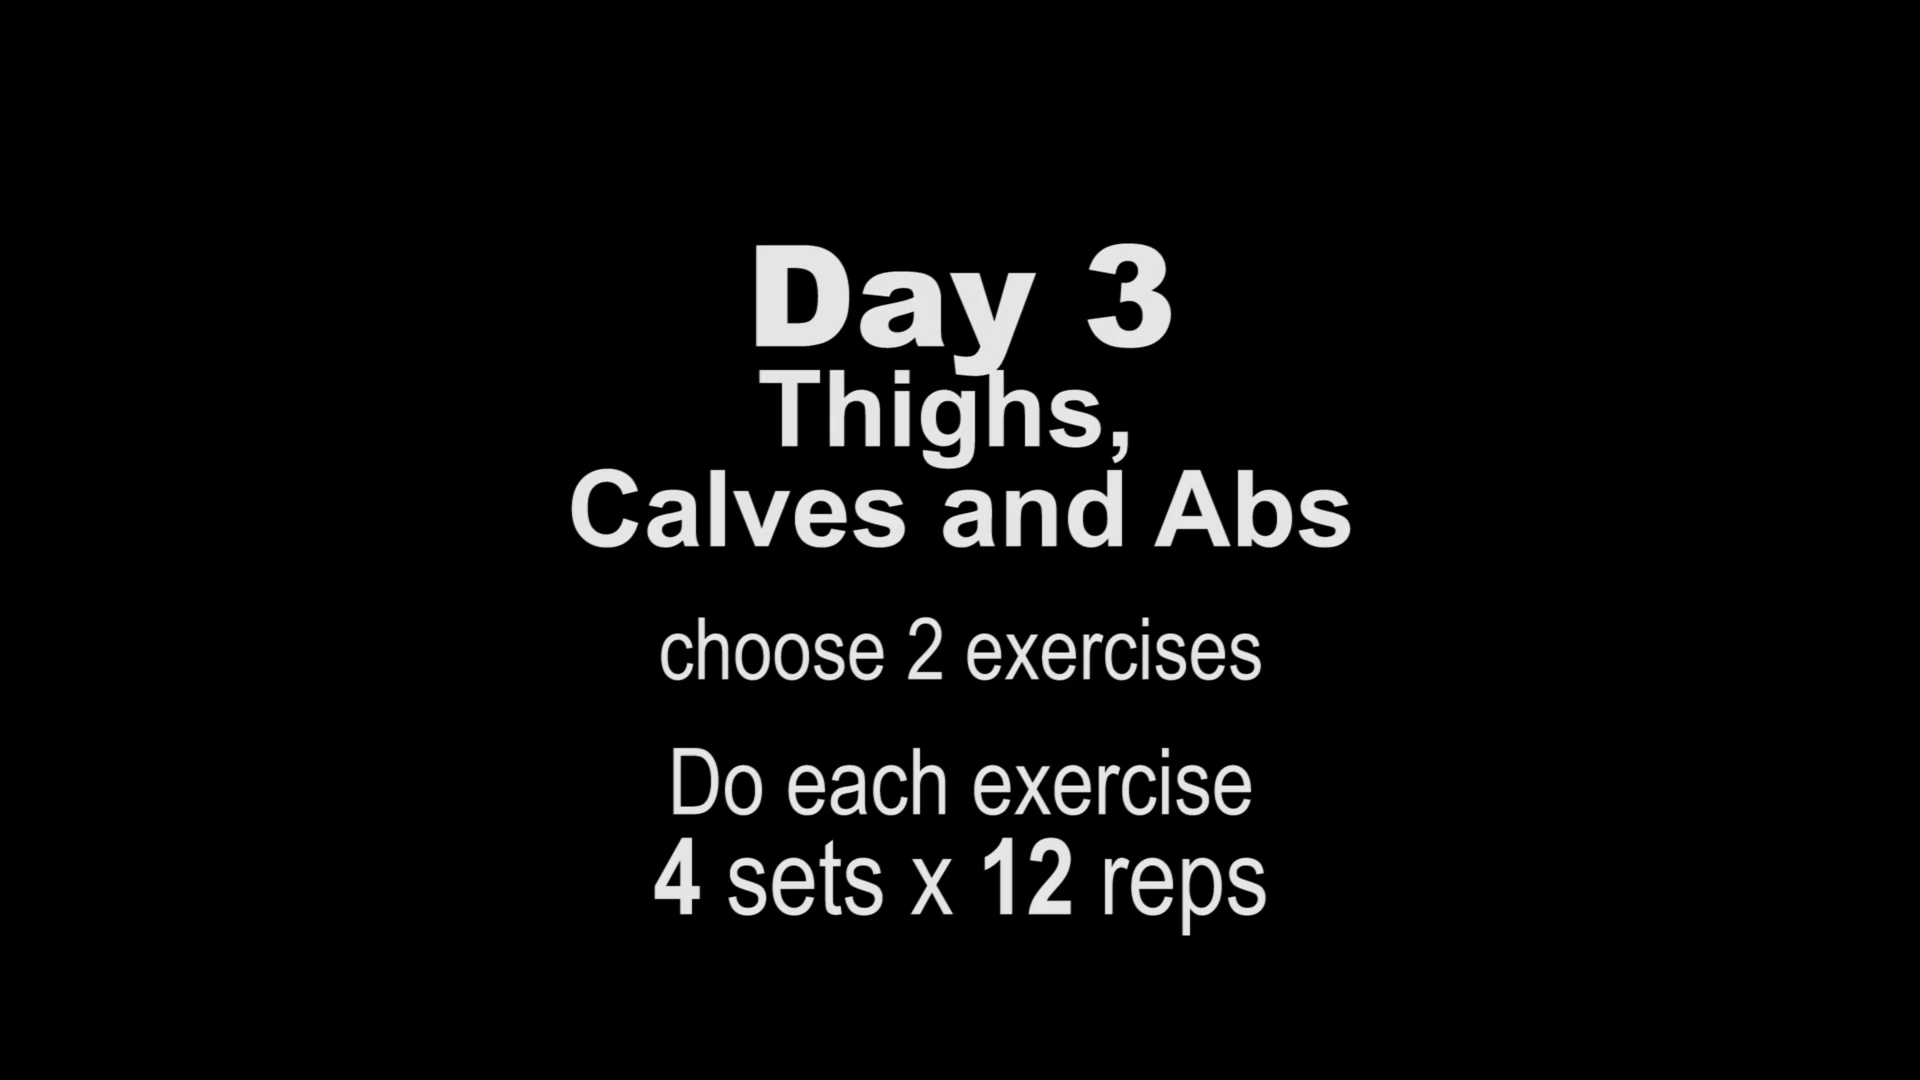 Day 3
Thighs,
Calves and Abs
choose 2 exercises
Do each exercise
4 sets x 12 reps